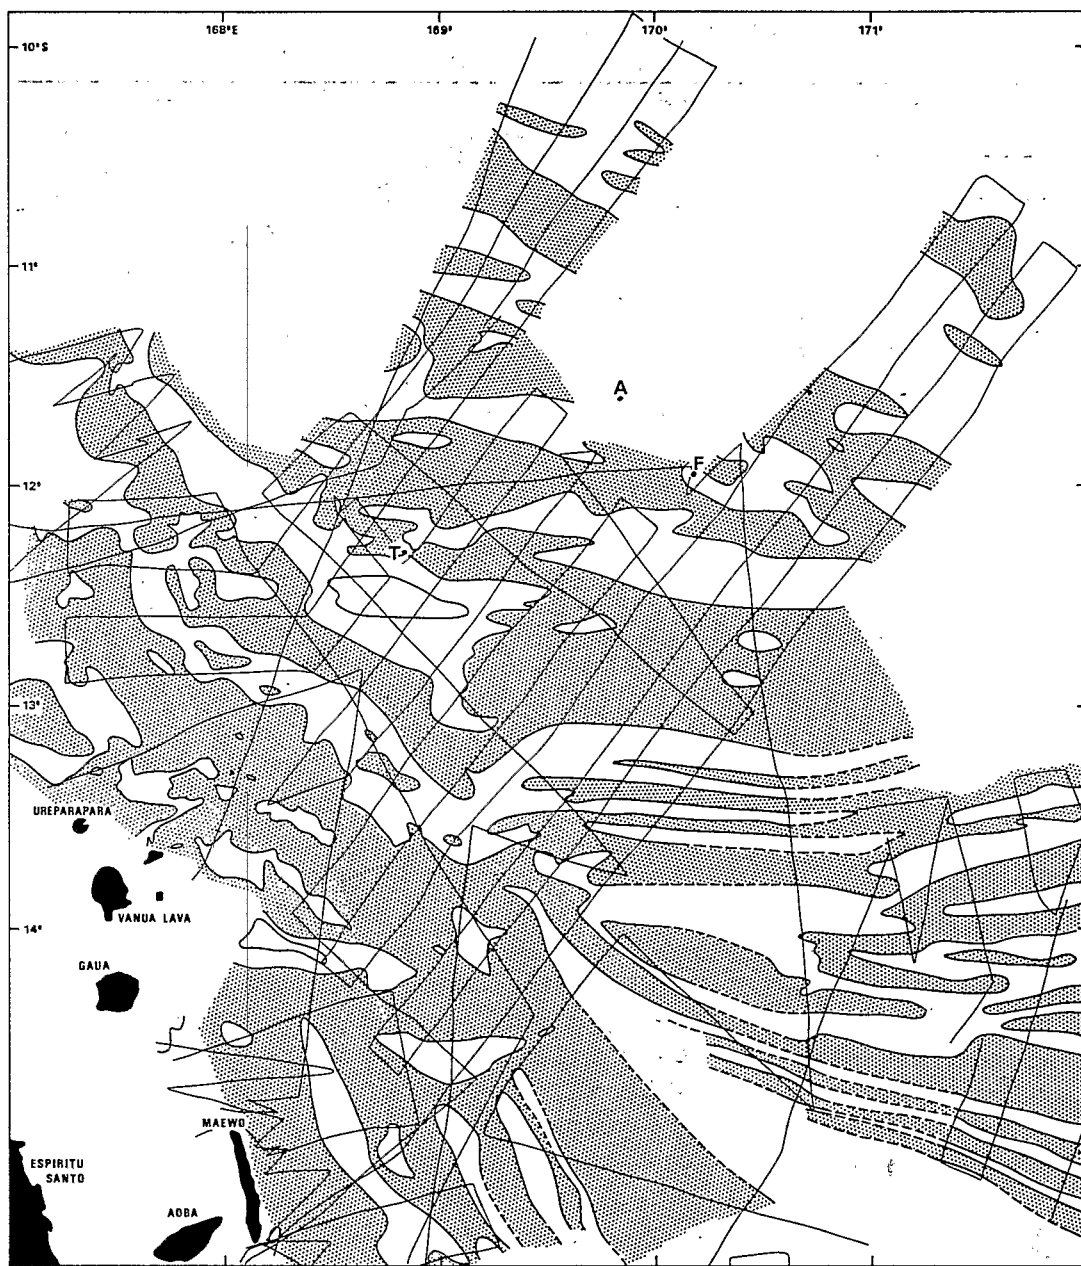 168°E
169°
170°
171°
10°S
11°
A
F
12°
T
13°
UREPARAPARA
VANUA LAVA
14°
GAUA
MAEWO
ESPIRITU
SANTO
AOBA